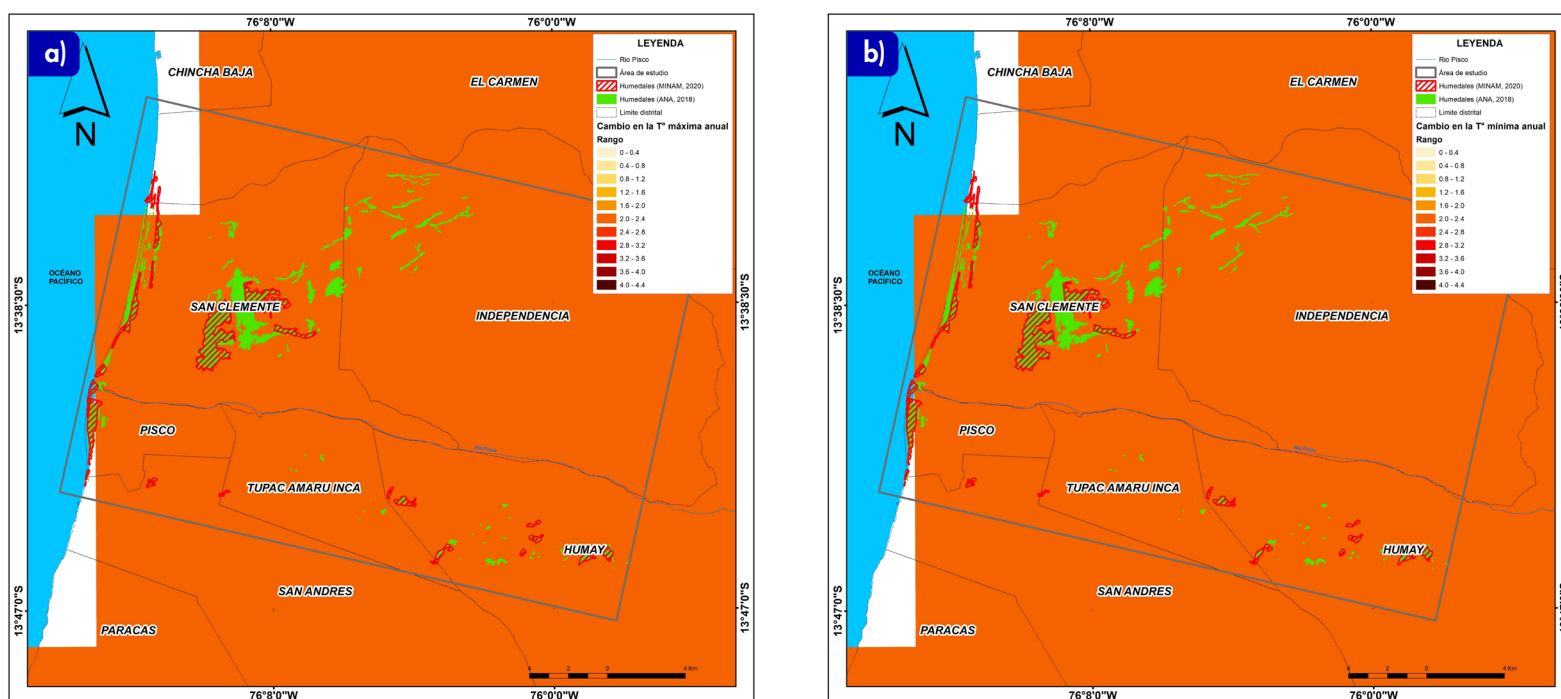 76°8'0"W
76°0'0"W
a)
N
CHINCHA BAJA
EL CARMEN
LEYENDA
Rio Pisco
Área de estudio
Humedales (MINAM, 2020)
Humedales (ANA, 2018)
Limite distrital
Cambio en la T° máxima anual
Rango
0 - 0.4
0.4 - 0.8
0.8 - 1.2
1.2 - 1.6
1.6 - 2.0
2.0 - 2.4
2.4 - 2.8
2.8 - 3.2
3.2 - 3.6
3.6 - 4.0
4.0 - 4.4
OCÉANO
PACÍFICO
13°38'30"S
13°38'30"S
SAN CLEMENTE
INDEPENDENCIA
PISCO
Rio Pisco
TUPAC AMARU INCA
HUMAY
SAN ANDRES
PARACAS
13°47'0"S
13°47'0"S
4 2 0 4 Km
76°8'0"W
76°0'0"W
76°8'0"W
76°0'0"W
b)
N
CHINCHA BAJA
EL CARMEN
LEYENDA
Rio Pisco
Área de estudio
Humedales (MINAM, 2020)
Humedales (ANA, 2018)
Limite distrital
Cambio en la T° mínima anual
Rango
0 - 0.4
0.4 - 0.8
0.8 - 1.2
1.2 - 1.6
1.6 - 2.0
2.0 - 2.4
2.4 - 2.8
2.8 - 3.2
3.2 - 3.6
3.6 - 4.0
4.0 - 4.4
OCÉANO
PACÍFICO
13°38'30"S
SAN CLEMENTE
INDEPENDENCIA
PISCO
Rio Pisco
TUPAC AMARU INCA
HUMAY
SAN ANDRES
PARACAS
13°47'0"S
4 2 0 4 Km
76°8'0"W
76°0'0"W